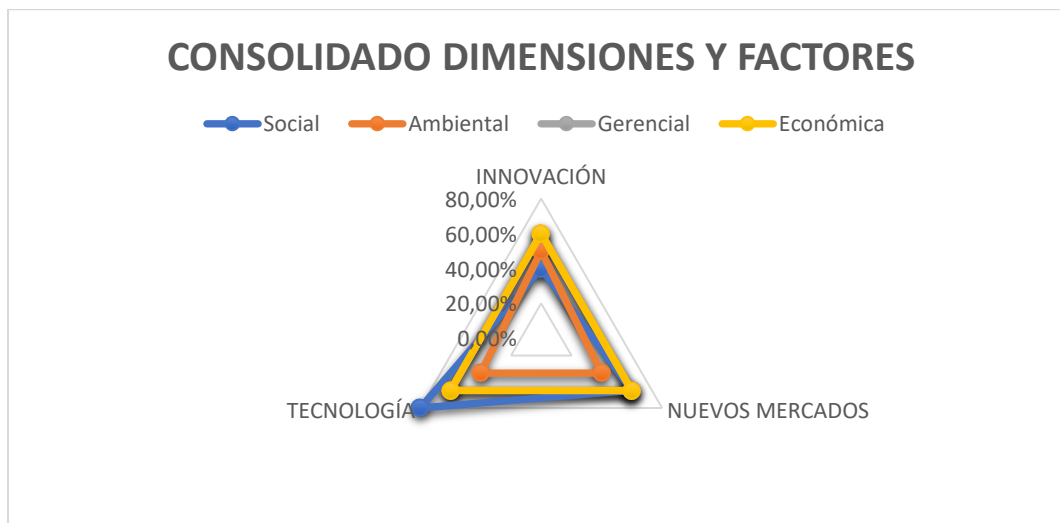 CONSOLIDADO DIMENSIONES Y FACTORES
Social Ambiental Gerencial Económica
INNOVACIÓN
80,00%
60,00%
40,00%
20,00%
0,00%
TECNOLOGÍA
NUEVOS MERCADOS